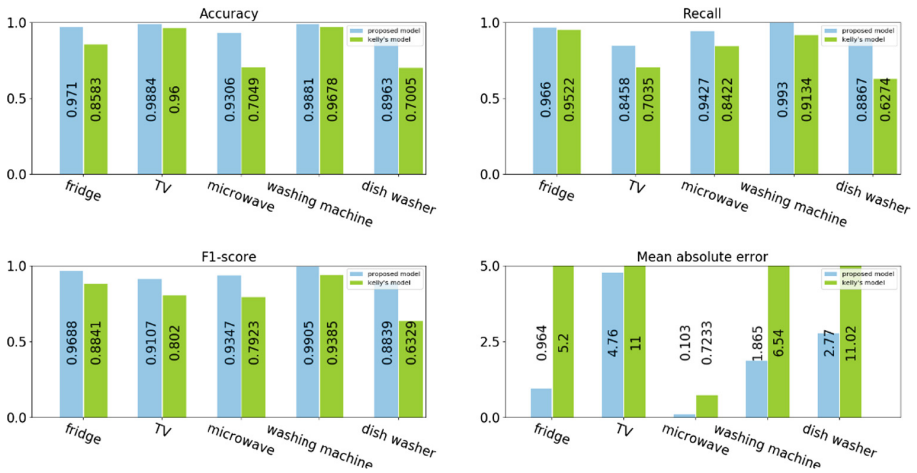 Accuracy
1.0
0.5
0.0
proposed model
kelly's model
0.971
0.8583
0.9884
0.96
0.9306
0.7049
0.9881
0.9678
0.8963
0.7005
fridge
TV
microwave
washing machine
dish washer
Recall
1.0
0.5
0.0
proposed model
kelly's model
0.966
0.9522
0.8458
0.7035
0.9427
0.8422
0.993
0.9134
0.8867
0.6274
fridge
TV
microwave
washing machine
dish washer
F1-score
1.0
0.5
0.0
proposed model
kelly's model
0.9688
0.8841
0.9107
0.802
0.9347
0.7923
0.9905
0.9385
0.8839
0.6329
fridge
TV
microwave
washing machine
dish washer
Mean absolute error
5.0
2.5
0.0
proposed model
kelly's model
0.964
5.2
4.76
11
0.103
0.7233
1.865
6.54
2.77
11.02
fridge
TV
microwave
washing machine
dish washer